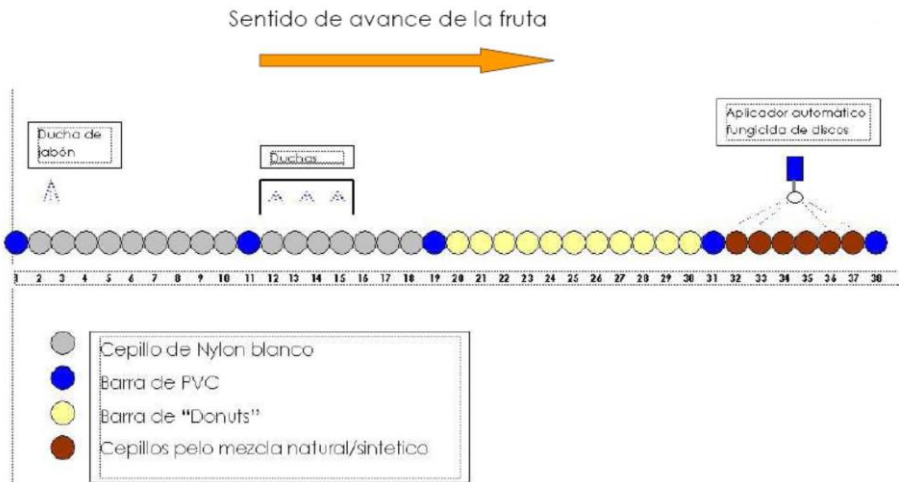 Sentido de avance de la fruta
Ducha de
jabón
Duchas
Aplicador automático
fungicida de discos
1 2 3 4 5 6 7 8 9 10 11 12 13 14 15 16 17 18 19 20 21 22 23 24 25 26 27 28 29 30 31 32 33 34 35 36 37 38
Cepillo de Nylon blanco
Barra de PVC
Barra de “Donuts”
Cepillos pelo mezcla natural/sintetico